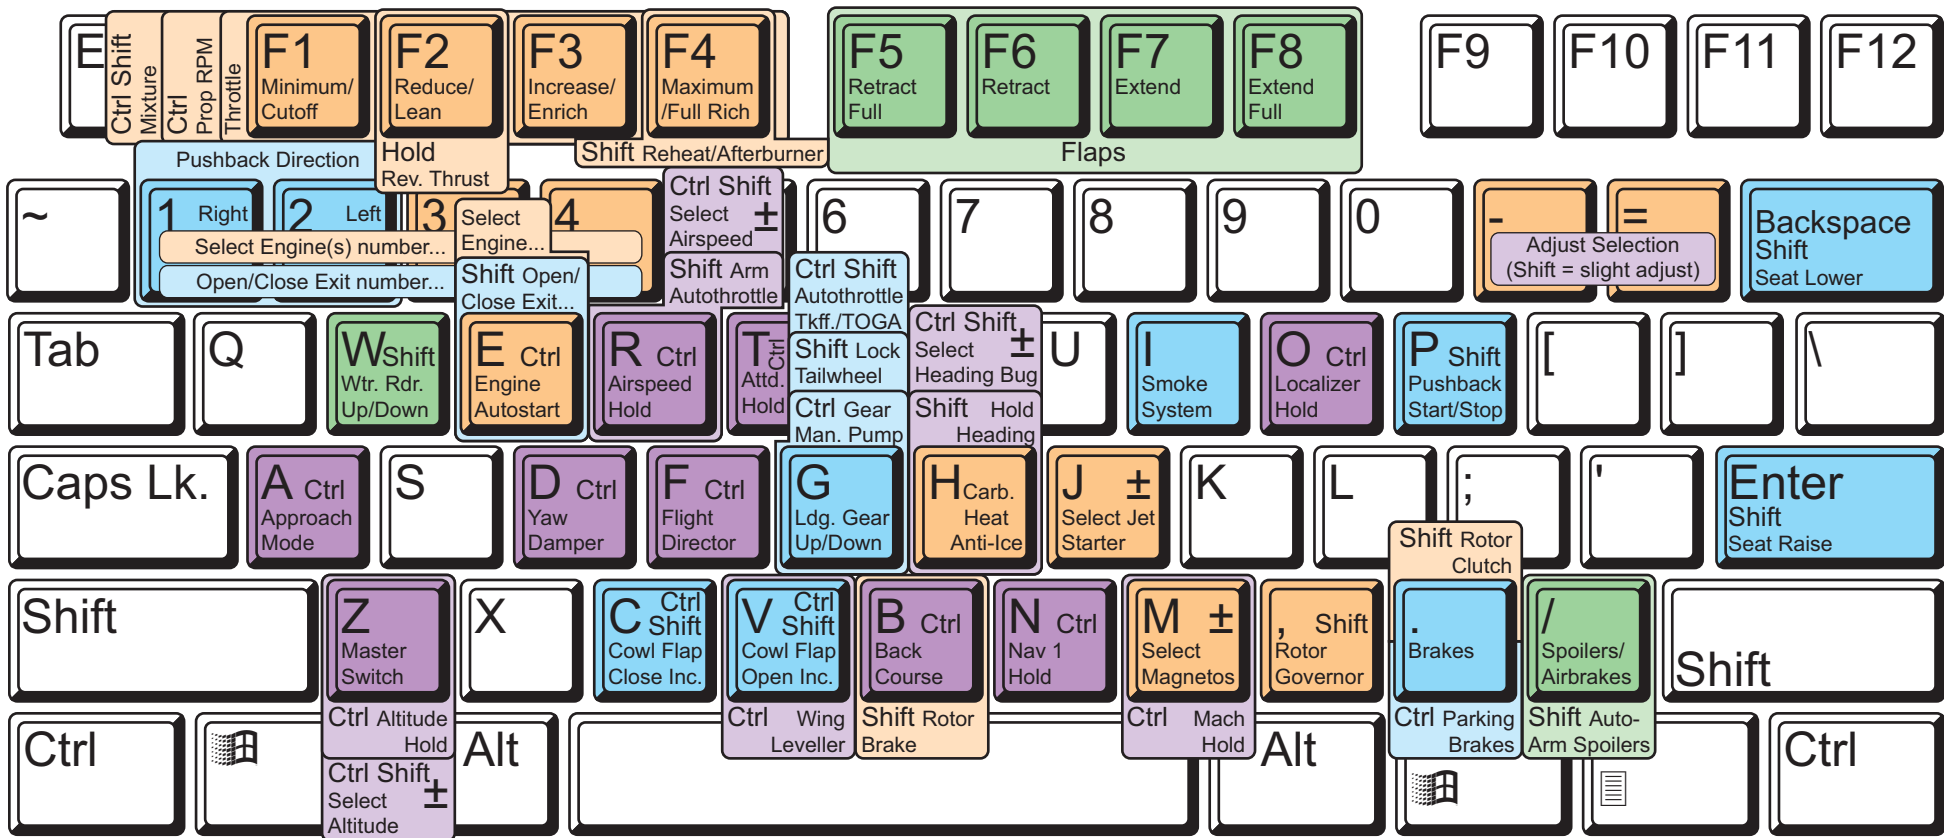 E
Ctrl Shift
Mixture
Ctrl
Prop RPM
Throttle
F1
Minimum/
Cutoff
F2
Reduce/
Lean
Hold
Rev. Thrust
F3
Increase/
Enrich
F4
Maximum
/Full Rich
Shift Reheat/Afterburner
F5
Retract
Full
F6
Retract
F7
Extend
F8
Extend
Full
Flaps
F9
F10
F11
F12
~
Pushback Direction
1 Right
2 Left
3
4
Select Engine(s) number...
Open/Close Exit number...
Select
Engine...
Shift Open/
Close Exit...
Ctrl Shift
Select ±
Airspeed
Shift Arm
Autothrottle
6
7
8
9
0
-
=
Adjust Selection
(Shift = slight adjust)
Backspace
Shift
Seat Lower
Tab
Q
W Shift
Wtr. Rdr.
Up/Down
E Ctrl
Engine
Autostart
R Ctrl
Airspeed
Hold
T Ctrl
Attd.
Hold
Ctrl Shift
Autothrottle
Tkff./TOGA
Shift Lock
Tailwheel
Ctrl Gear
Man. Pump
Ctrl Shift
Select ±
Heading Bug
Shift Hold
Heading
U
I
Smoke
System
O Ctrl
Localizer
Hold
P Shift
Pushback
Start/Stop
[
]
\
Caps Lk.
A Ctrl
Approach
Mode
S
D Ctrl
Yaw
Damper
F Ctrl
Flight
Director
G
Ldg. Gear
Up/Down
H Carb.
Heat
Anti-Ice
J ±
Select Jet
Starter
K
L
;
'
Enter
Shift
Seat Raise
Shift
Z
Master
Switch
Ctrl Altitude
Hold
Ctrl Shift
Select ±
Altitude
X
C Ctrl
Shift
Cowl Flap
Close Inc.
V Ctrl
Shift
Cowl Flap
Open Inc.
Ctrl Wing
Leveller
B Ctrl
Back
Course
Shift Rotor
Brake
N Ctrl
Nav 1
Hold
M ±
Select
Magnetos
Ctrl Mach
Hold
, Shift
Rotor
Governor
Shift Rotor
Clutch
.
Brakes
Ctrl Parking
Brakes
/
Spoilers/
Airbrakes
Shift Auto-
Arm Spoilers
Shift
Ctrl
Alt
Alt
Ctrl